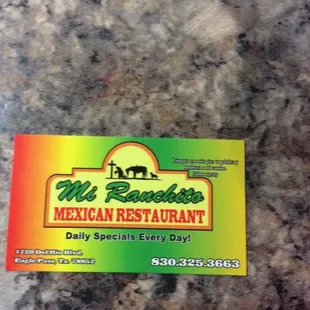 Mi Ranchito
MEXICAN RESTAURANT
Daily Specials Every Day!
1720 Del Rio Blvd.
Eagle Pass, Tx. 78852
830.325.3663